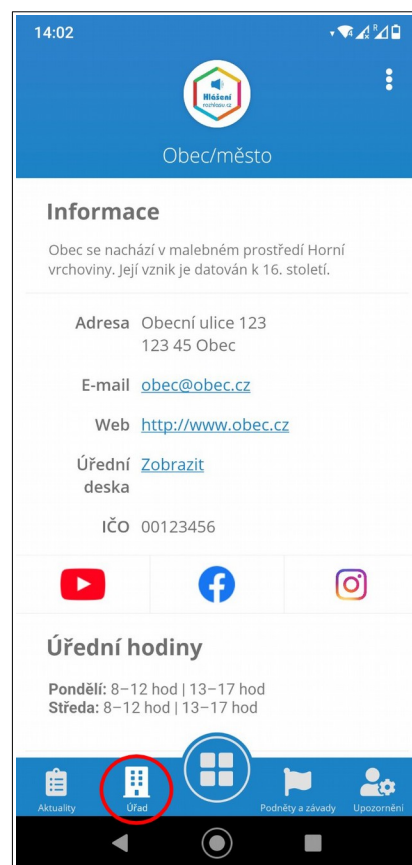 14:02
R
Hlášení
rozhlasu.cz
Obec/město
Informace
Obec se nachází v malebném prostředí Horní
vrchoviny. Její vznik je datován k 16. století.
Adresa Obecní ulice 123
123 45 Obec
E-mail obec@obec.cz
Web http://www.obec.cz
Úřední Zobrazit
deska
IČO 00123456
Úřední hodiny
Pondělí: 8–12 hod | 13–17 hod
Středa: 8–12 hod | 13–17 hod
Aktuality Úřad Podněty a závady Upozornění